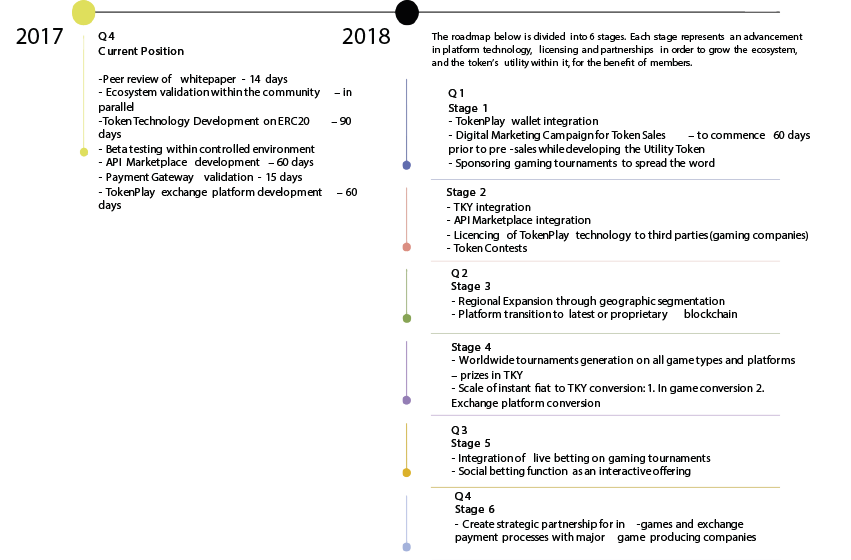 2017
Q4
Current Position
-Peer review of whitepaper - 14 days
- Ecosystem validation within the community – in
parallel
-Token Technology Development on ERC20 – 90
days
- Beta testing within controlled environment
- API Marketplace development – 60 days
- Payment Gateway validation - 15 days
- TokenPlay exchange platform development – 60
days
2018
The roadmap below is divided into 6 stages. Each stage represents an advancement
in platform technology, licensing and partnerships in order to grow the ecosystem,
and the token's utility within it, for the benefit of members.
Q1
Stage 1
- TokenPlay wallet integration
- Digital Marketing Campaign for Token Sales – to commence 60 days
prior to pre -sales while developing the Utility Token
- Sponsoring gaming tournaments to spread the word
Stage 2
- TKY integration
- API Marketplace integration
- Licencing of TokenPlay technology to third parties (gaming companies)
- Token Contests
Q2
Stage 3
- Regional Expansion through geographic segmentation
- Platform transition to latest or proprietary blockchain
Stage 4
- Worldwide tournaments generation on all game types and platforms
– prizes in TKY
- Scale of instant fiat to TKY conversion: 1. In game conversion 2.
Exchange platform conversion
Q3
Stage 5
- Integration of live betting on gaming tournaments
- Social betting function as an interactive offering
Q4
Stage 6
- Create strategic partnership for in -games and exchange
payment processes with major game producing companies